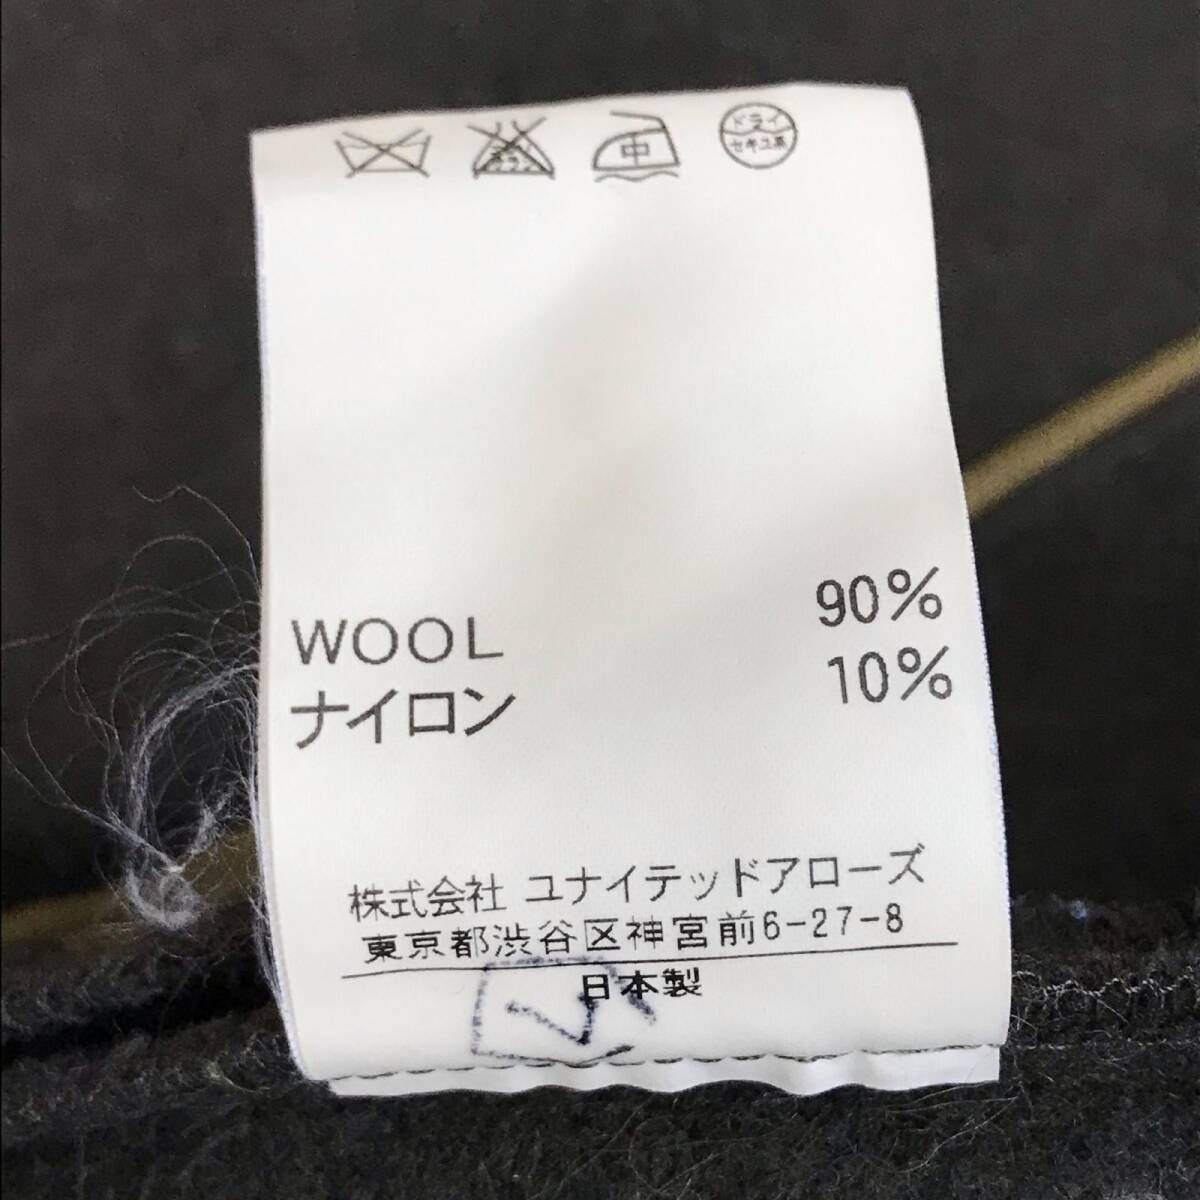 中
ドライ
セキユ系
WOOL 90%
ナイロン 10%
株式会社 ユナイテッドアローズ
東京都渋谷区神宮前6-27-8
日本製